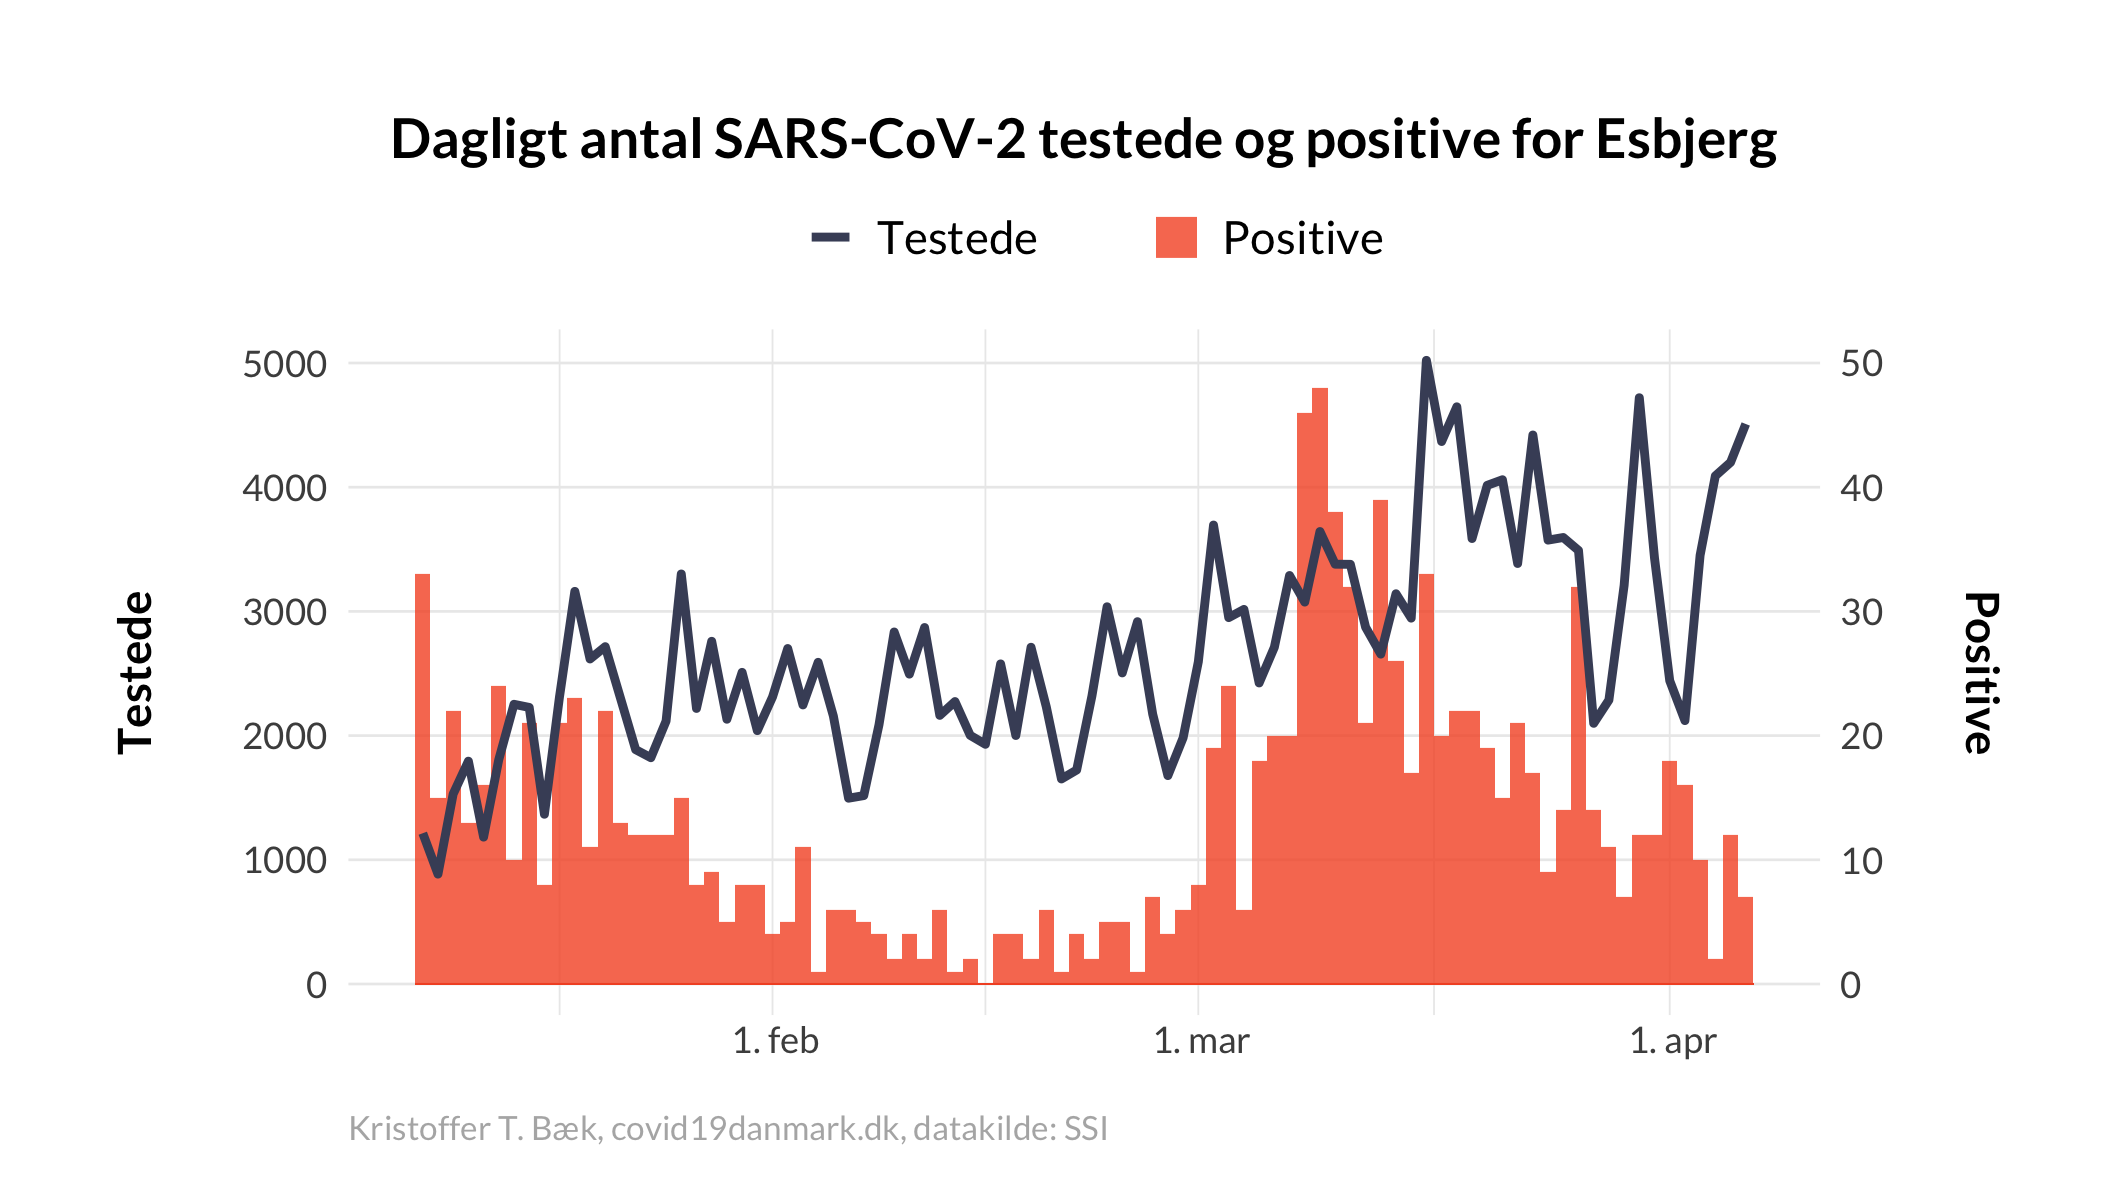 Dagligt antal SARS-CoV-2 testede og positive for Esbjerg
Testede
Positive
5000
4000
3000
2000
1000
0
Testede
50
40
30
20
10
0
Positive
1. feb
1. mar
1. apr
Kristoffer T. Bæk, covid19danmark.dk, datakilde: SSI